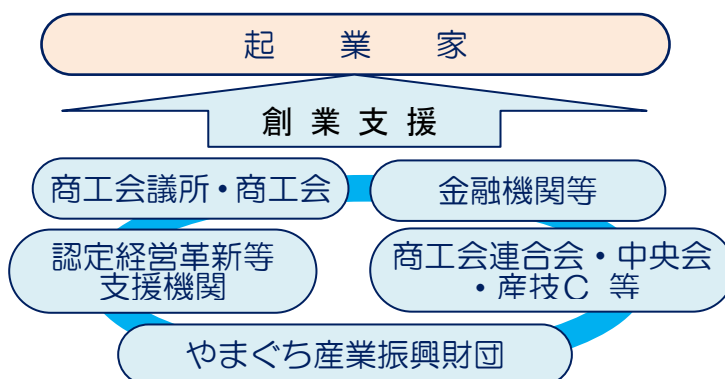 起 業 家
創 業 支 援
商工会議所・商工会
金融機関等
認定経営革新等
支援機関
商工会連合会・中央会
・産技C 等
やまぐち産業振興財団